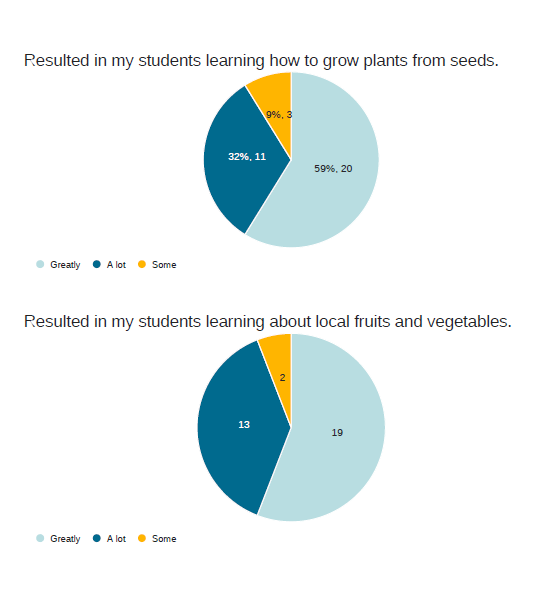 Resulted in my students learning how to grow plants from seeds.
9%, 3
32%, 11
59%, 20
Greatly A lot Some
Resulted in my students learning about local fruits and vegetables.
2
13
19
Greatly A lot Some